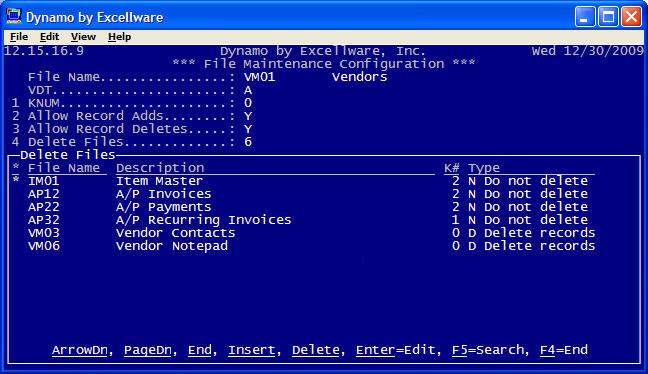 Dynamo by Excellware
File Edit View Help
12.15.16.9 Dynamo by Excellware, Inc. Wed 12/30/2009
*** File Maintenance Configuration ***
File Name................: VM01 Vendors
VDT......................: A
1 KNUM.....................: 0
2 Allow Record Adds........: Y
3 Allow Record Deletes.....: Y
4 Delete Files.............: 6
Delete Files
* File Name Description K# Type
* IM01 Item Master 2 N Do not delete
AP12 A/P Invoices 2 N Do not delete
AP22 A/P Payments 2 N Do not delete
AP32 A/P Recurring Invoices 1 N Do not delete
VM03 Vendor Contacts 0 D Delete records
VM06 Vendor Notepad 0 D Delete records
ArrowDn, PageDn, End, Insert, Delete, Enter=Edit, F5=Search, F4=End